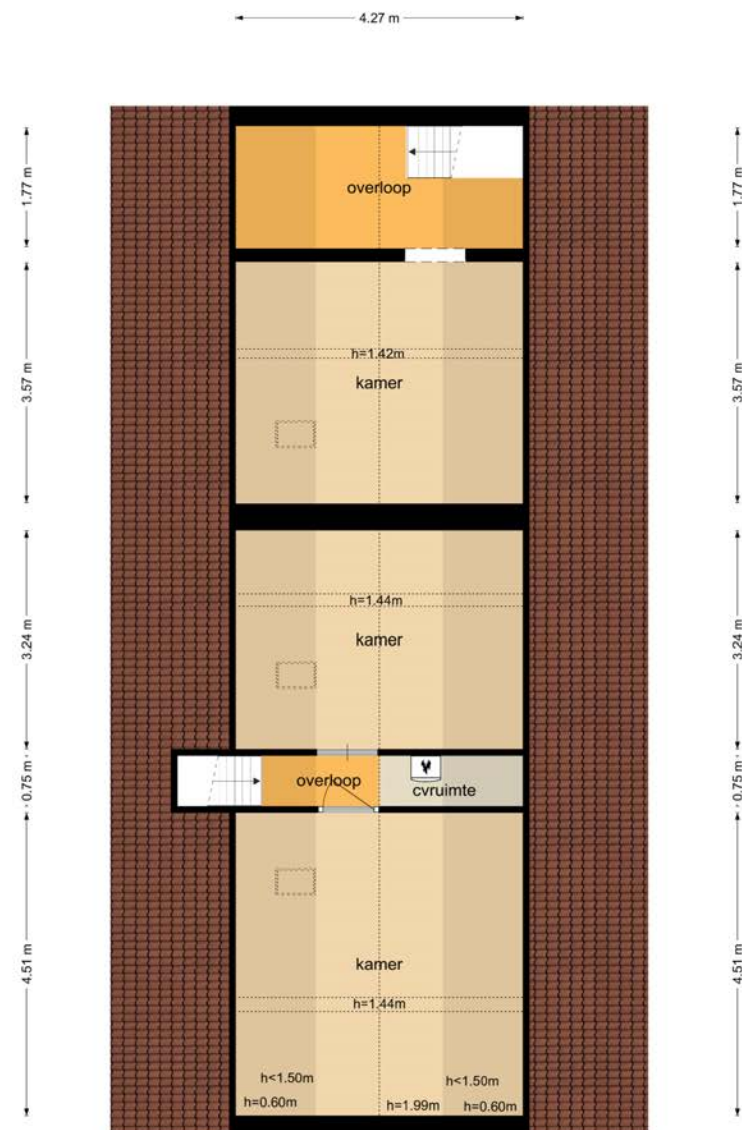 4.27 m
1.77 m
1.77 m
overloop
3.57 m
3.57 m
h=1.42m
kamer
3.24 m
3.24 m
h=1.44m
kamer
0.75 m
0.75 m
overloop
cvruimte
4.51 m
4.51 m
kamer
h=1.44m
h<1.50m
h<1.50m
h=0.60m
h=1.99m
h=0.60m